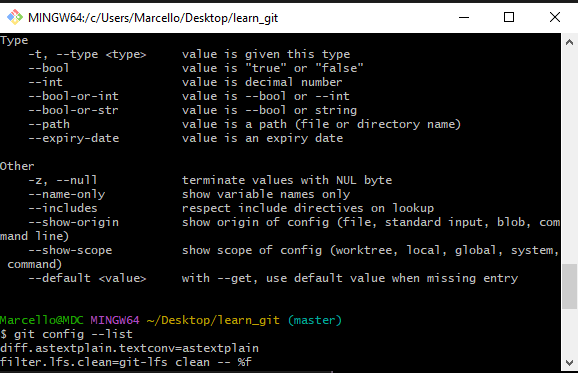 MINGW64:/c/Users/Marcello/Desktop/learn_git
Type
    -t, --type <type>     value is given this type
    --bool                value is "true" or "false"
    --int                 value is decimal number
    --bool-or-int         value is --bool or --int
    --bool-or-str         value is --bool or string
    --path                value is a path (file or directory name)
    --expiry-date         value is an expiry date

Other
    -z, --null            terminate values with NUL byte
    --name-only           show variable names only
    --includes            respect include directives on lookup
    --show-origin         show origin of config (file, standard input, blob, com
mand line)
    --show-scope          show scope of config (worktree, local, global, system,
 command)
    --default <value>     with --get, use default value when missing entry

Marcello@MDC MINGW64 ~/Desktop/learn_git (master)
$ git config --list
diff.astextplain.textconv=astextplain
filter.lfs.clean=git-lfs clean -- %f